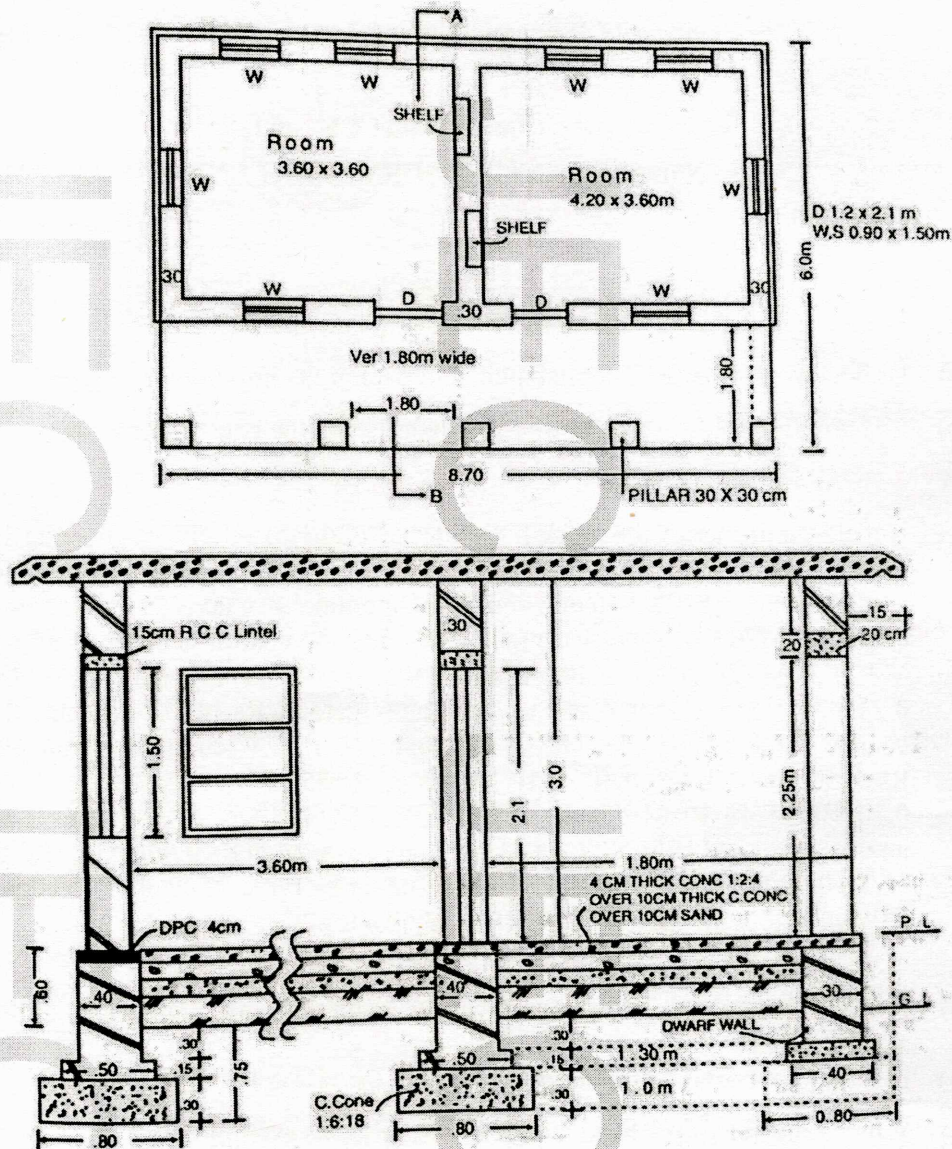 A
W
W
W
W
SHELF
Room
3.60 x 3.60
Room
4.20 x 3.60m
W
W
D 1.2 x 2.1 m
W,S 0.90 x 1.50m
SHELF
6.0m
30
30
W
D
.30
D
W
Ver 1.80m wide
1.80
1.80
8.70
B
PILLAR 30 X 30 cm
15cm R C C Lintel
30
15
20
20 cm
1.50
2.1
3.0
2.25m
3.60m
1.80m
4 CM THICK CONC 1:2:4
OVER 10CM THICK C.CONC
OVER 10CM SAND
DPC 4cm
P.L
.60
.40
.40
30
G.L
DWARF WALL
.30
.30
.50
.15
.75
.15
1.30 m
40
.30
C.Conc
1:6:18
.30
1.0 m
.80
.80
0..80